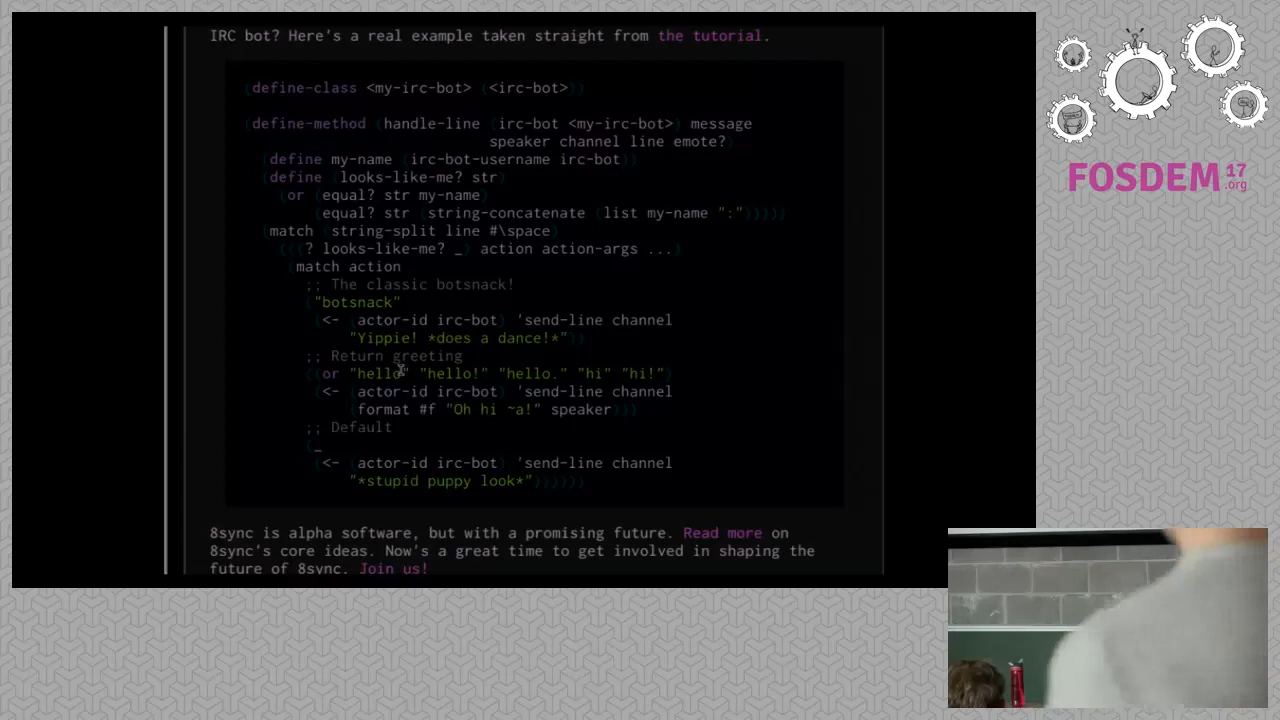 IRC bot? Here's a real example taken straight from the tutorial.
(define-class <my-irc-bot> (<irc-bot>))
(define-method (handle-line (irc-bot <my-irc-bot>) message
speaker channel line emote?)
(define my-name (irc-bot-username irc-bot))
(define (looks-like-me? str)
(or (equal? str my-name)
(equal? str (string-concatenate (list my-name ":")))))
(match (string-split line #\space)
(((? looks-like-me? _) action action-args ...)
(match action
;; The classic botsnack!
("botsnack"
(<- (actor-id irc-bot) 'send-line channel
"Yippie! *does a dance!*"))
;; Return greeting
((or "hello" "hello!" "hello." "hi" "hi!")
(<- (actor-id irc-bot) 'send-line channel
(format #f "Oh hi ~a!" speaker)))
;; Default
(_
(<- (actor-id irc-bot) 'send-line channel
"*stupid puppy look*"))))))
8sync is alpha software, but with a promising future. Read more on
8sync's core ideas. Now's a great time to get involved in shaping the
future of 8sync. Join us!
FOSDEM 17
.org